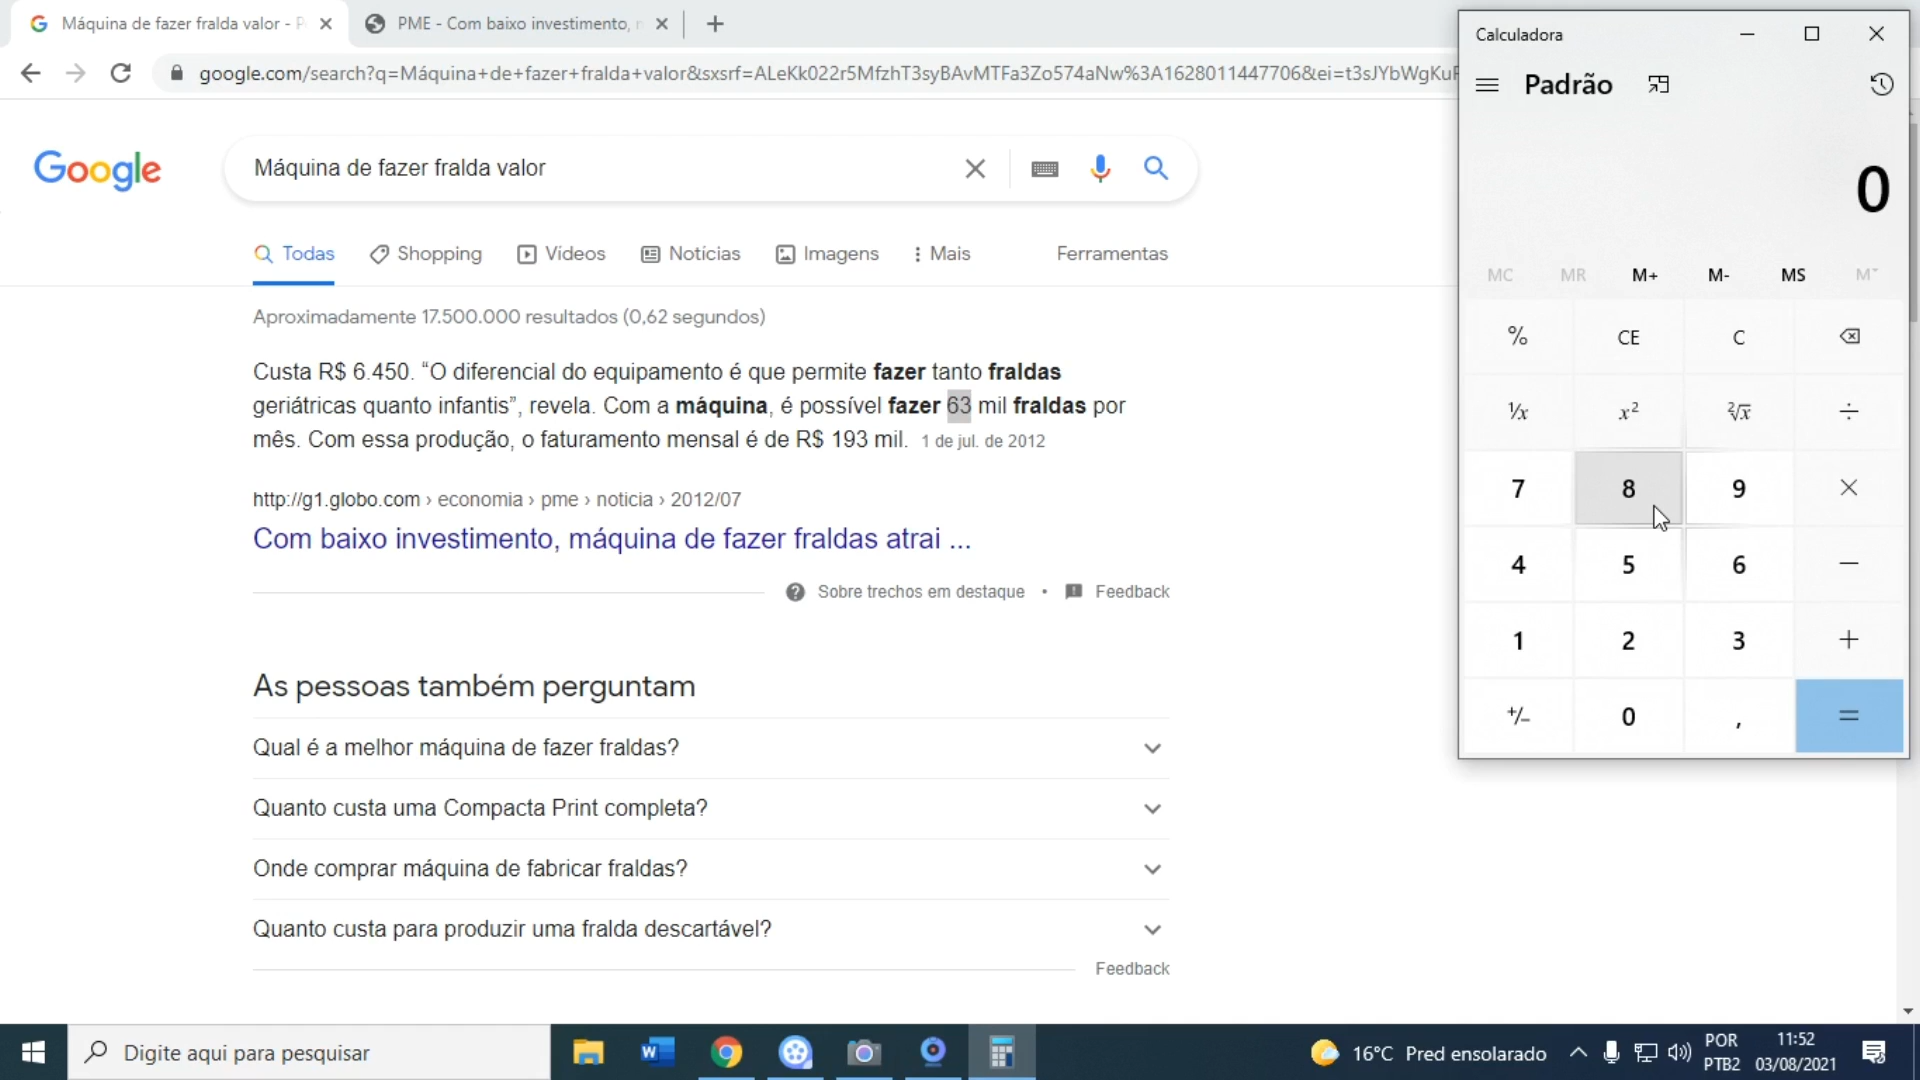 Máquina de fazer fralda valor - P
PME - Com baixo investimento,
google.com/search?q=Máquina+de+fazer+fralda+valor&sxsrf=ALeKk022r5MfzhT3syBAvMTFa3Zo574aNw%3A1628011447706&ei=t3sJYbWgKuF
Google
Máquina de fazer fralda valor
Todas
Shopping
Vídeos
Notícias
Imagens
Mais
Ferramentas
Aproximadamente 17.500.000 resultados (0,62 segundos)
Custa R$ 6.450. “O diferencial do equipamento é que permite fazer tanto fraldas
geriátricas quanto infantis”, revela. Com a máquina, é possível fazer 63 mil fraldas por
mês. Com essa produção, o faturamento mensal é de R$ 193 mil. 1 de jul. de 2012
http://g1.globo.com › economia › pme › noticia › 2012/07
Com baixo investimento, máquina de fazer fraldas atrai ...
Sobre trechos em destaque • Feedback
As pessoas também perguntam
Qual é a melhor máquina de fazer fraldas?
Quanto custa uma Compacta Print completa?
Onde comprar máquina de fabricar fraldas?
Quanto custa para produzir uma fralda descartável?
Feedback
Calculadora
Padrão
0
MC MR M+ M- MS M˅
% CE C
¹/x x² ²√x ÷
7 8 9 ×
4 5 6 −
1 2 3 +
+/- 0 , =
Digite aqui para pesquisar
16°C Pred ensolarado
POR
PTB2
11:52
03/08/2021